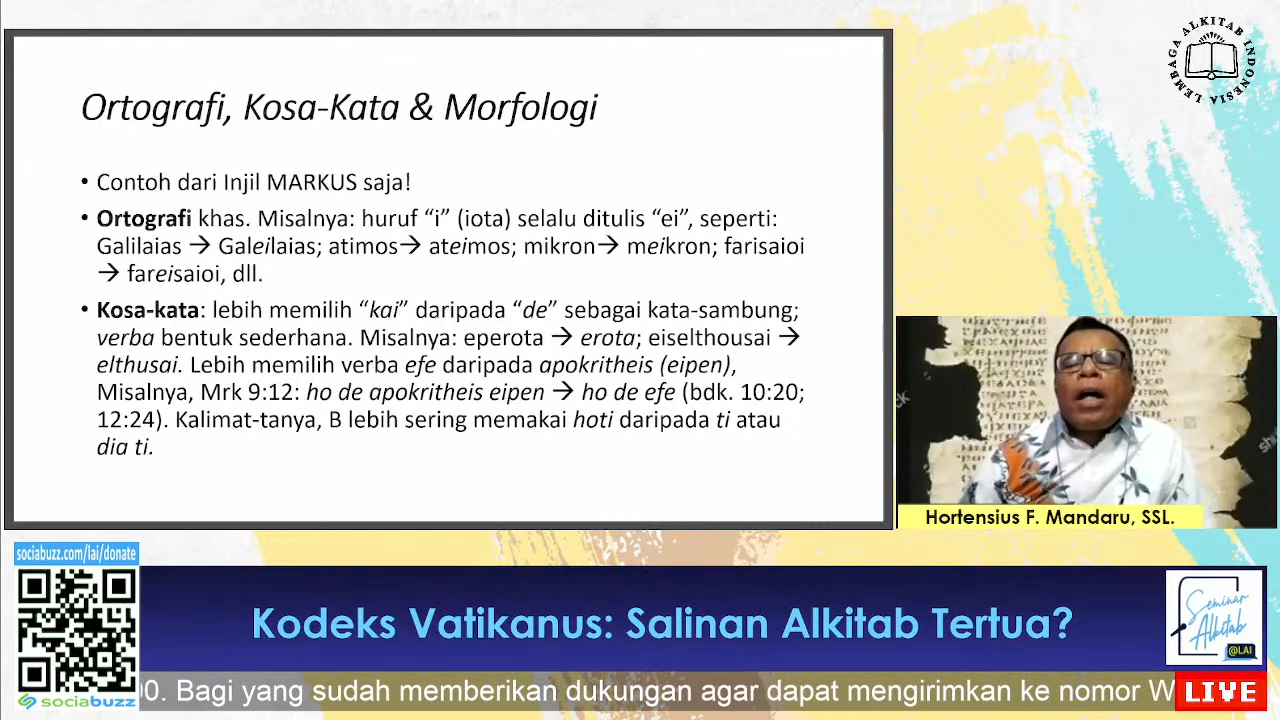 Ortografi, Kosa-Kata & Morfologi
• Contoh dari Injil MARKUS saja!
• Ortografi khas. Misalnya: huruf “i” (iota) selalu ditulis “ei”, seperti:
Galilaias → Galeilaias; atimos→ ateimos; mikron→ meikron; farisaioi
→ fareisaioi, dll.
• Kosa-kata: lebih memilih “kai” daripada “de” sebagai kata-sambung;
verba bentuk sederhana. Misalnya: eperota → erota; eiselthousai →
elthusai. Lebih memilih verba efe daripada apokritheis (eipen),
Misalnya, Mrk 9:12: ho de apokritheis eipen → ho de efe (bdk. 10:20;
12:24). Kalimat-tanya, B lebih sering memakai hoti daripada ti atau
dia ti.
LEMBAGA ALKITAB INDONESIA
Hortensius F. Mandaru, SSL.
sociabuzz.com/lai/donate
sociabuzz
Kodeks Vatikanus: Salinan Alkitab Tertua?
Seminar
Alkitab
@LAI
00. Bagi yang sudah memberikan dukungan agar dapat mengirimkan ke nomor W
LIVE